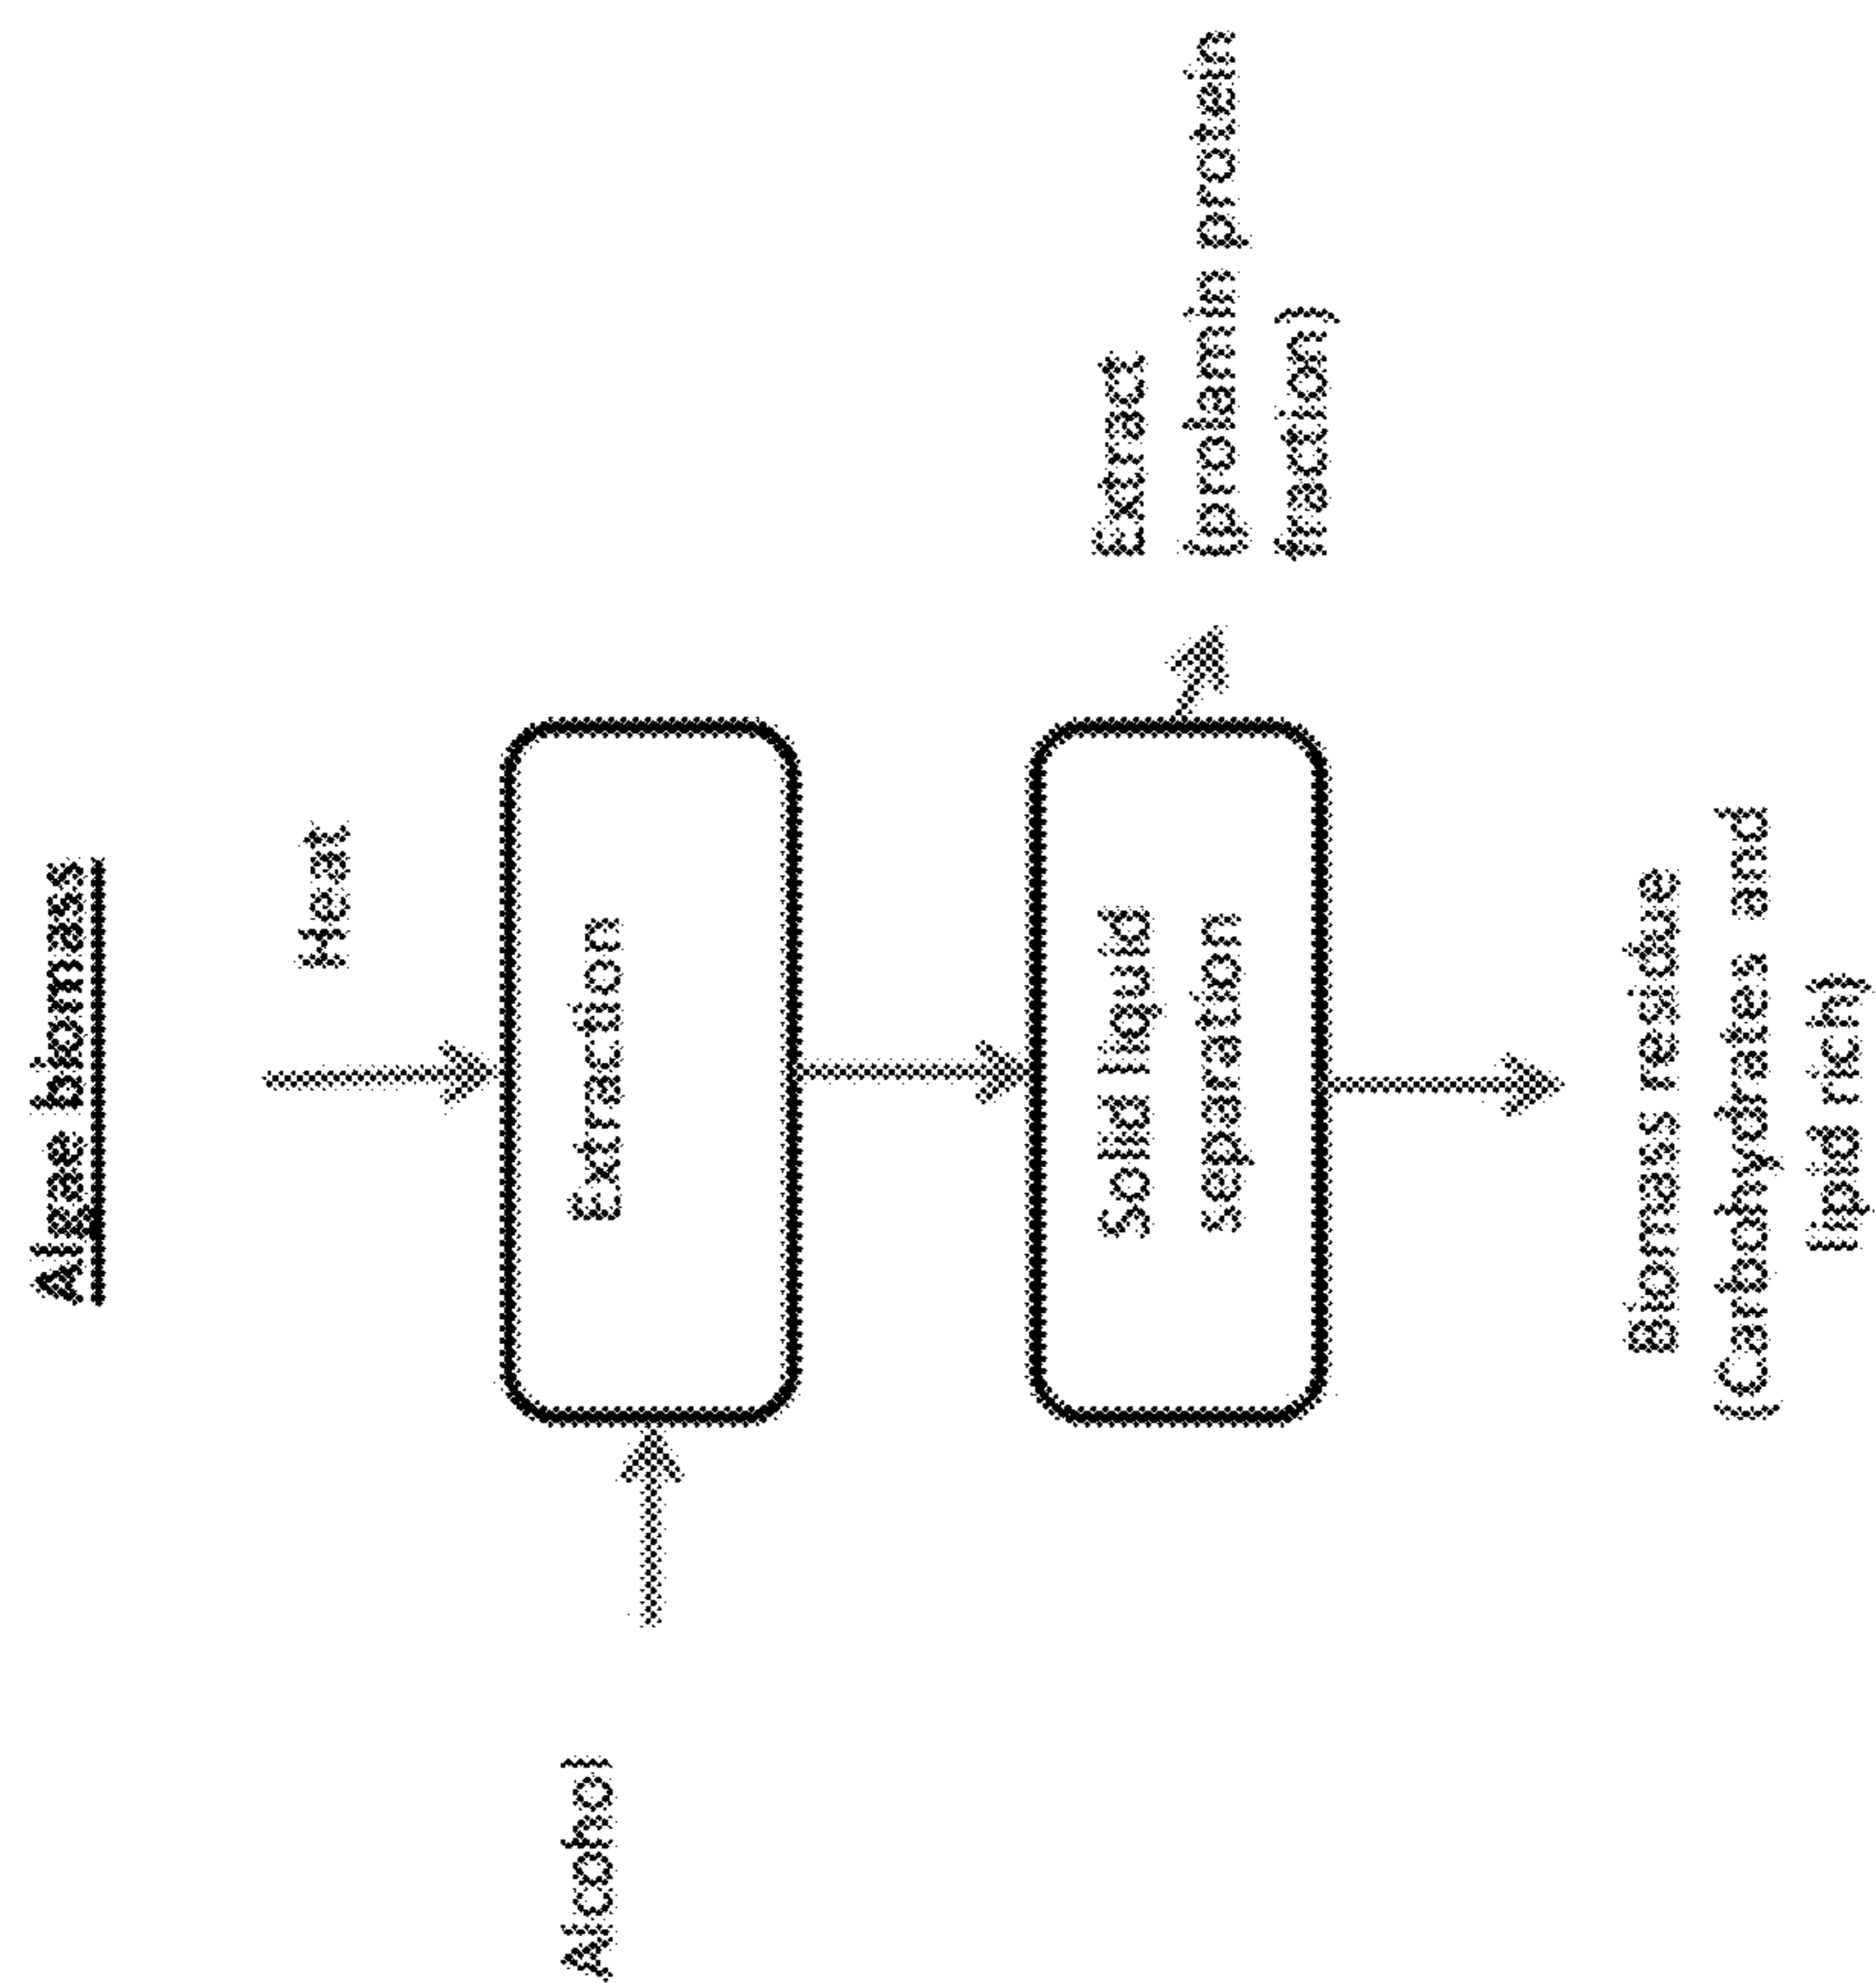 Algae biomass
Heat
Alcohol
Extraction
Solid liquid
separation
Extract
(prolamin protein
fraction)
Biomass residue
(Carbohydrates and
lipid rich)